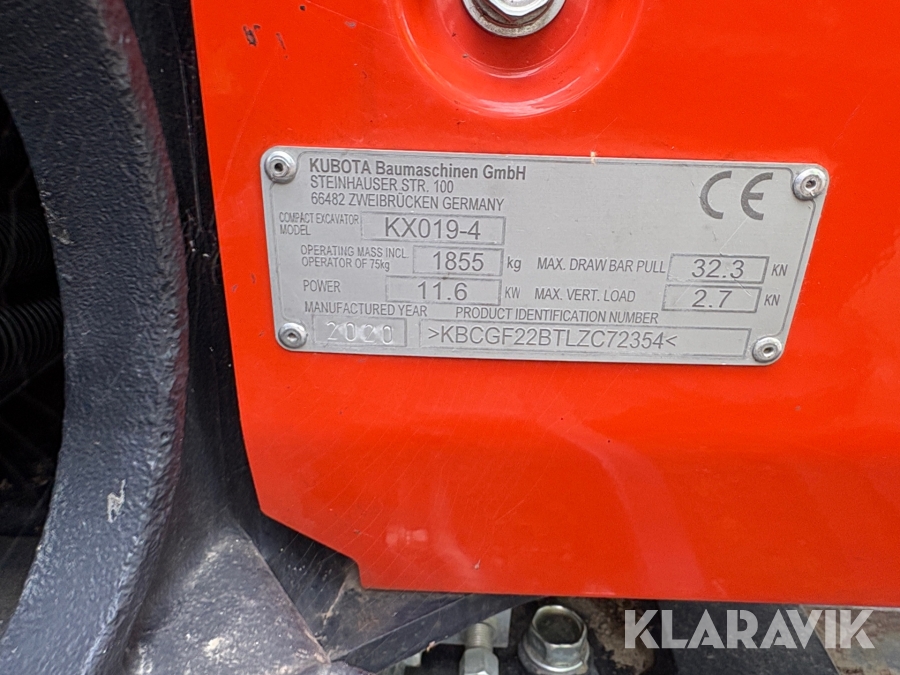 KUBOTA Baumaschinen GmbH
STEINHAUSER STR. 100
66482 ZWEIBRÜCKEN GERMANY
CE
COMPACT EXCAVATOR MODEL KX019-4
OPERATING MASS INCL. OPERATOR OF 75kg 1855 kg MAX. DRAW BAR PULL 32.3 KN
POWER 11.6 KW MAX. VERT. LOAD 2.7 KN
MANUFACTURED YEAR PRODUCT IDENTIFICATION NUMBER
2020 >KBCGF22BTLZC72354<
KLARAVIK